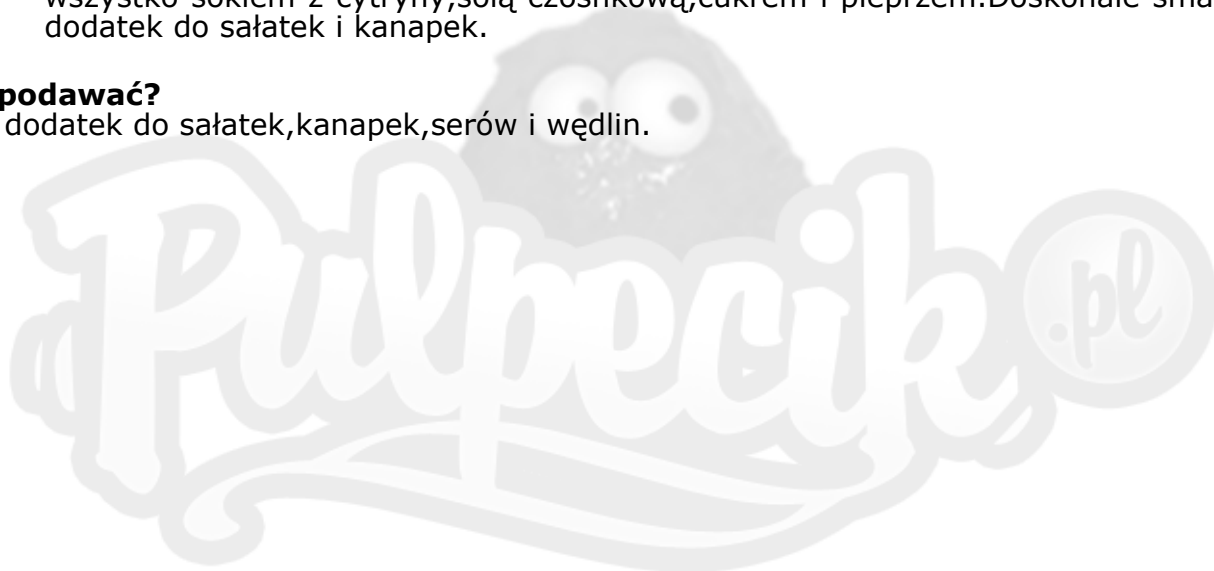 wszystko sokiem z cytryny,solą czosnkową,cukrem i pieprzem.Doskonale sma
dodatek do sałatek i kanapek.
podawać?
dodatek do sałatek,kanapek,serów i wędlin.
Pulpecik .pl